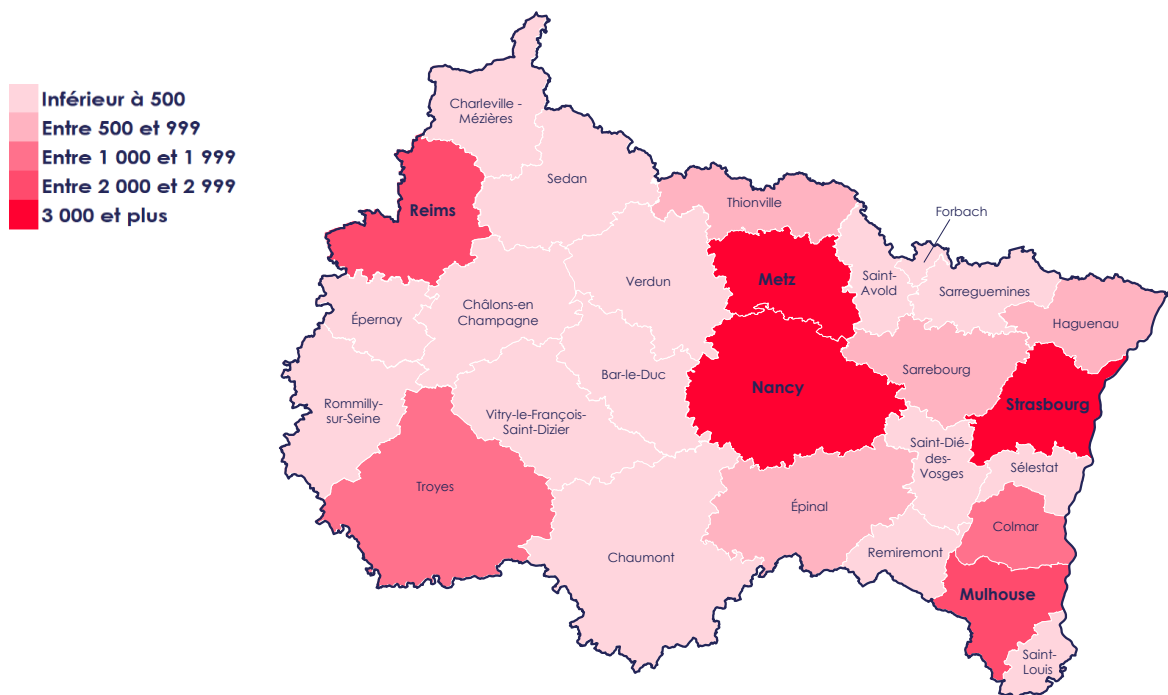 Inférieur à 500
Entre 500 et 999
Entre 1 000 et 1 999
Entre 2 000 et 2 999
3 000 et plus
Charleville -
Mézières
Sedan
Reims
Thionville
Forbach
Metz
Saint-
Avold
Sarreguemines
Verdun
Châlons-en
Champagne
Épernay
Haguenau
Sarrebourg
Bar-le-Duc
Nancy
Strasbourg
Rommilly-
sur-Seine
Vitry-le-François-
Saint-Dizier
Saint-Dié-
des-
Vosges
Sélestat
Troyes
Épinal
Colmar
Chaumont
Remiremont
Mulhouse
Saint-
Louis